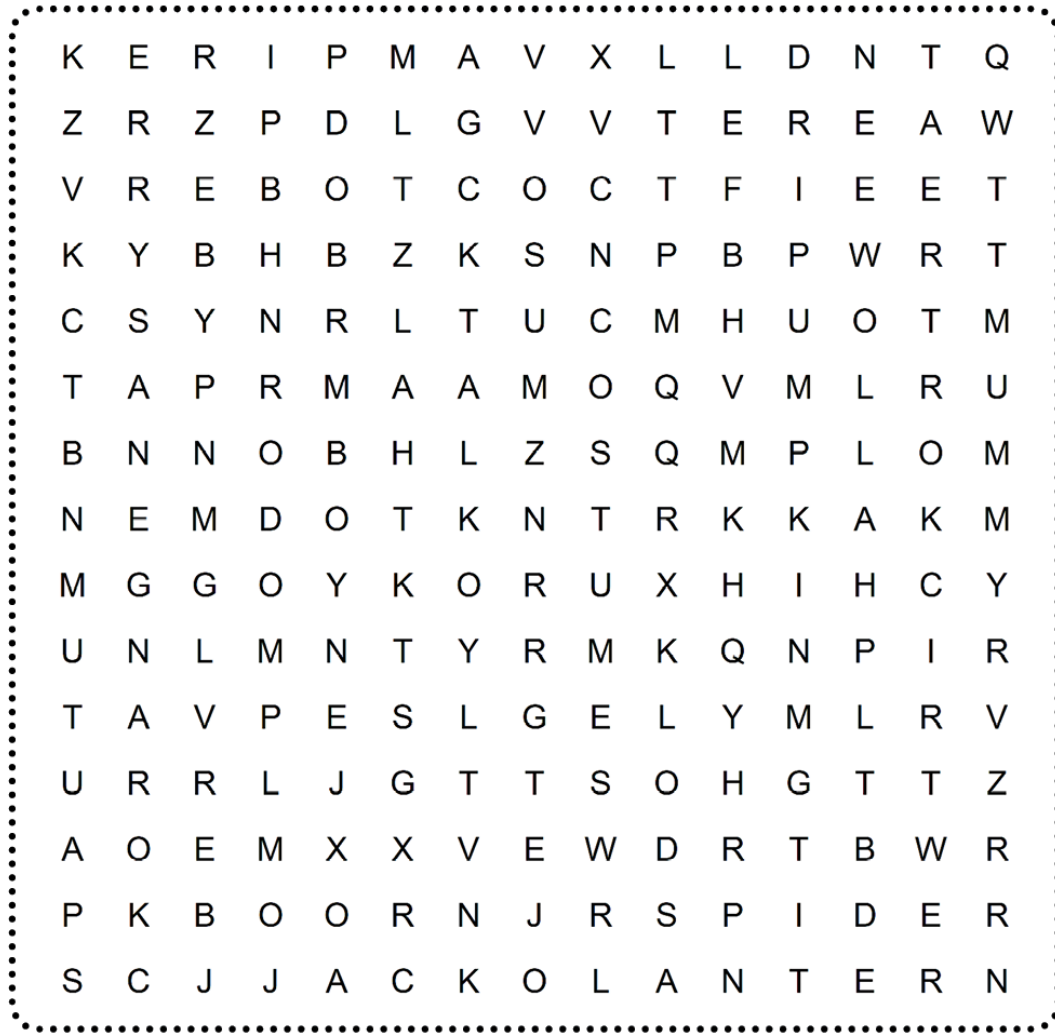 K E R I P M A V X L L D N T Q
Z R Z P D L G V V T E R E A W
V R E B O T C O C T F I E E T
K Y B H B Z K S N P B P W R T
C S Y N R L T U C M H U O T M
T A P R M A A M O Q V M L R U
B N N O B H L Z S Q M P L O M
N E M D O T K N T R K K A K M
M G G O Y K O R U X H I H C Y
U N L M N T Y R M K Q N P I R
T A V P E S L G E L Y M L R V
U R R L J G T T S O H G T T Z
A O E M X X V E W D R T B W R
P K B O O R N J R S P I D E R
S C J J A C K O L A N T E R N